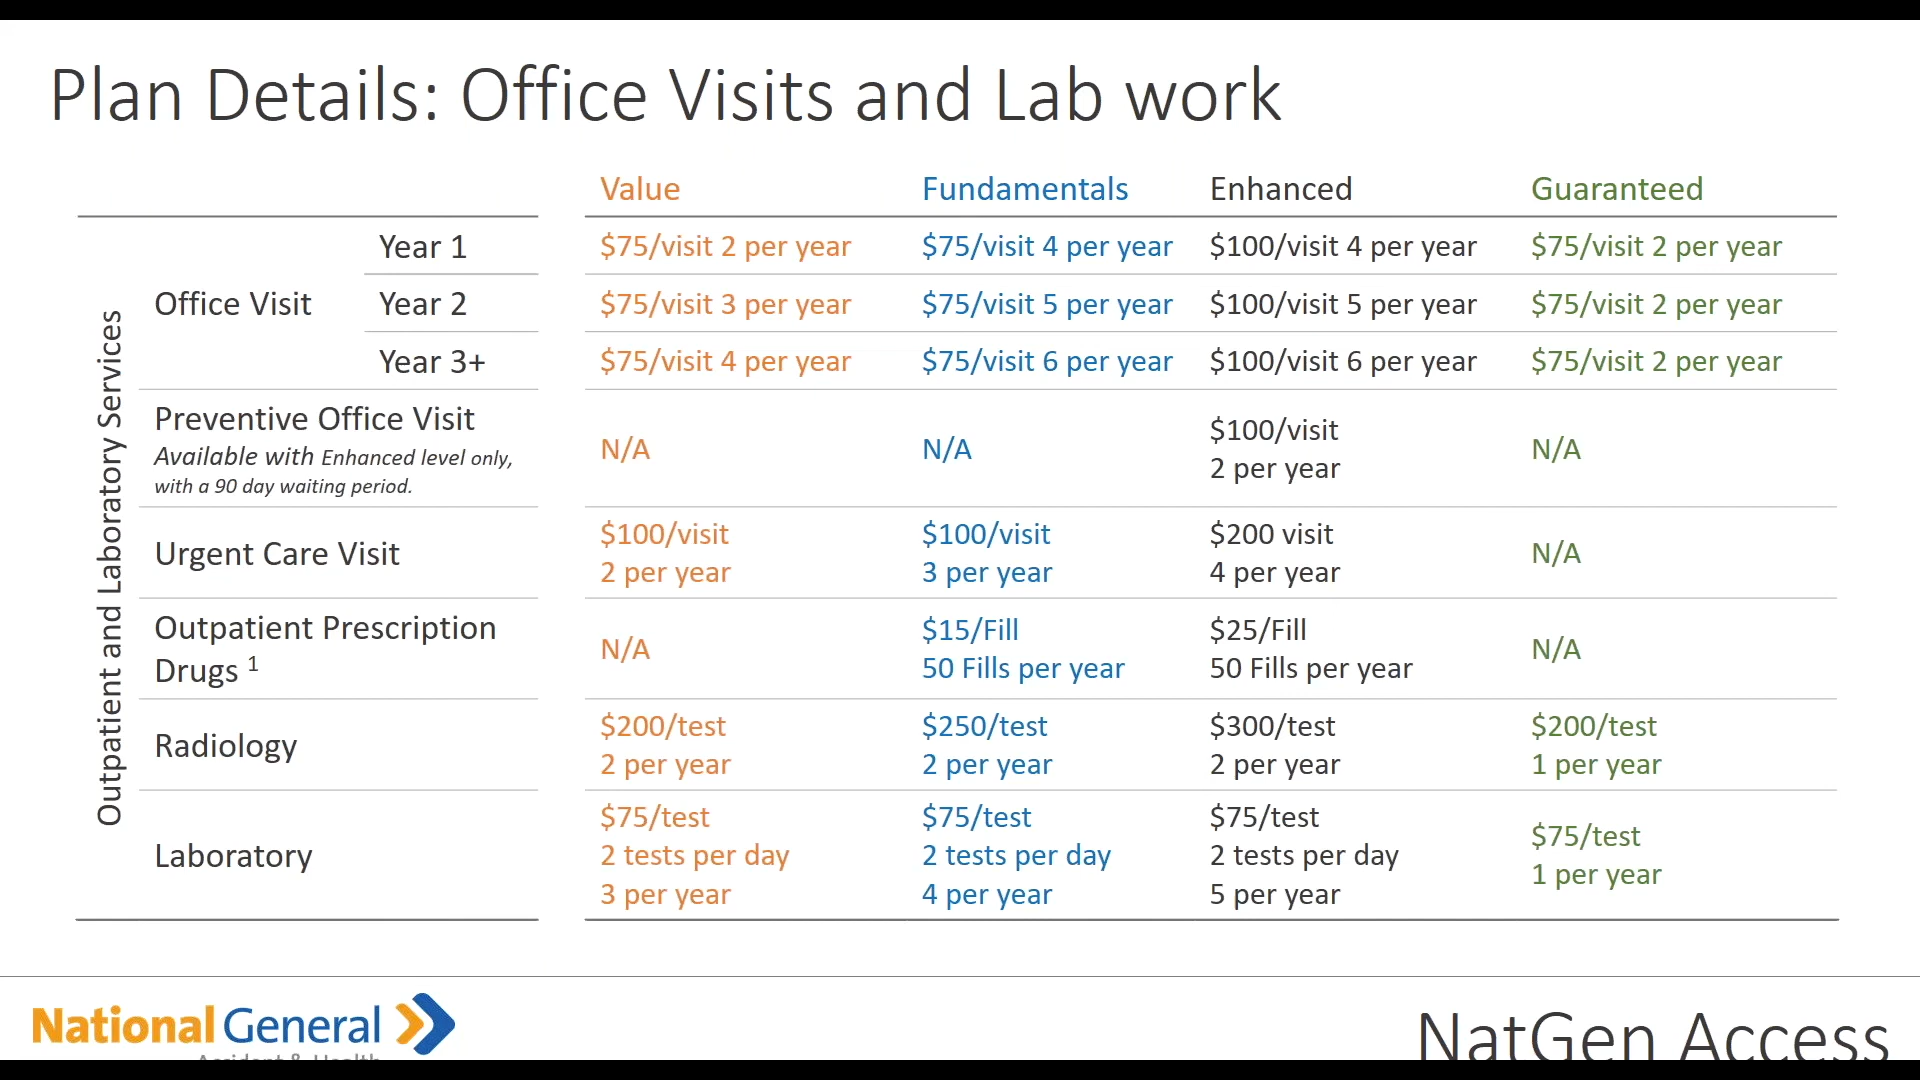 Plan Details: Office Visits and Lab work
Value Fundamentals Enhanced Guaranteed
Outpatient and Laboratory Services
Office Visit
Year 1 $75/visit 2 per year $75/visit 4 per year $100/visit 4 per year $75/visit 2 per year
Year 2 $75/visit 3 per year $75/visit 5 per year $100/visit 5 per year $75/visit 2 per year
Year 3+ $75/visit 4 per year $75/visit 6 per year $100/visit 6 per year $75/visit 2 per year
Preventive Office Visit
Available with Enhanced level only,
with a 90 day waiting period.
N/A
N/A
$100/visit
2 per year
N/A
Urgent Care Visit
$100/visit
2 per year
$100/visit
3 per year
$200 visit
4 per year
N/A
Outpatient Prescription
Drugs 1
N/A
$15/Fill
50 Fills per year
$25/Fill
50 Fills per year
N/A
Radiology
$200/test
2 per year
$250/test
2 per year
$300/test
2 per year
$200/test
1 per year
Laboratory
$75/test
2 tests per day
3 per year
$75/test
2 tests per day
4 per year
$75/test
2 tests per day
5 per year
$75/test
1 per year
National General
Accident & Health
NatGen Access